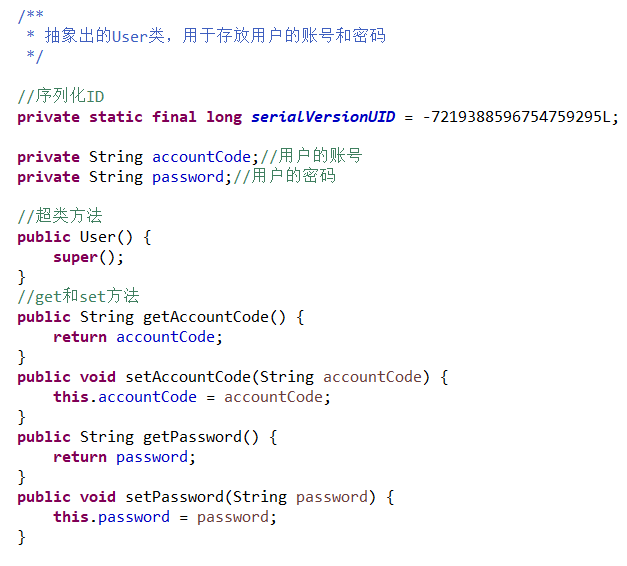 /**
 * 抽象出的User类，用于存放用户的账号和密码
 */
//序列化ID
private static final long serialVersionUID = -7219388596754759295L;
private String accountCode;//用户的账号
private String password;//用户的密码
//超类方法
public User() {
    super();
}
//get和set方法
public String getAccountCode() {
    return accountCode;
}
public void setAccountCode(String accountCode) {
    this.accountCode = accountCode;
}
public String getPassword() {
    return password;
}
public void setPassword(String password) {
    this.password = password;
}